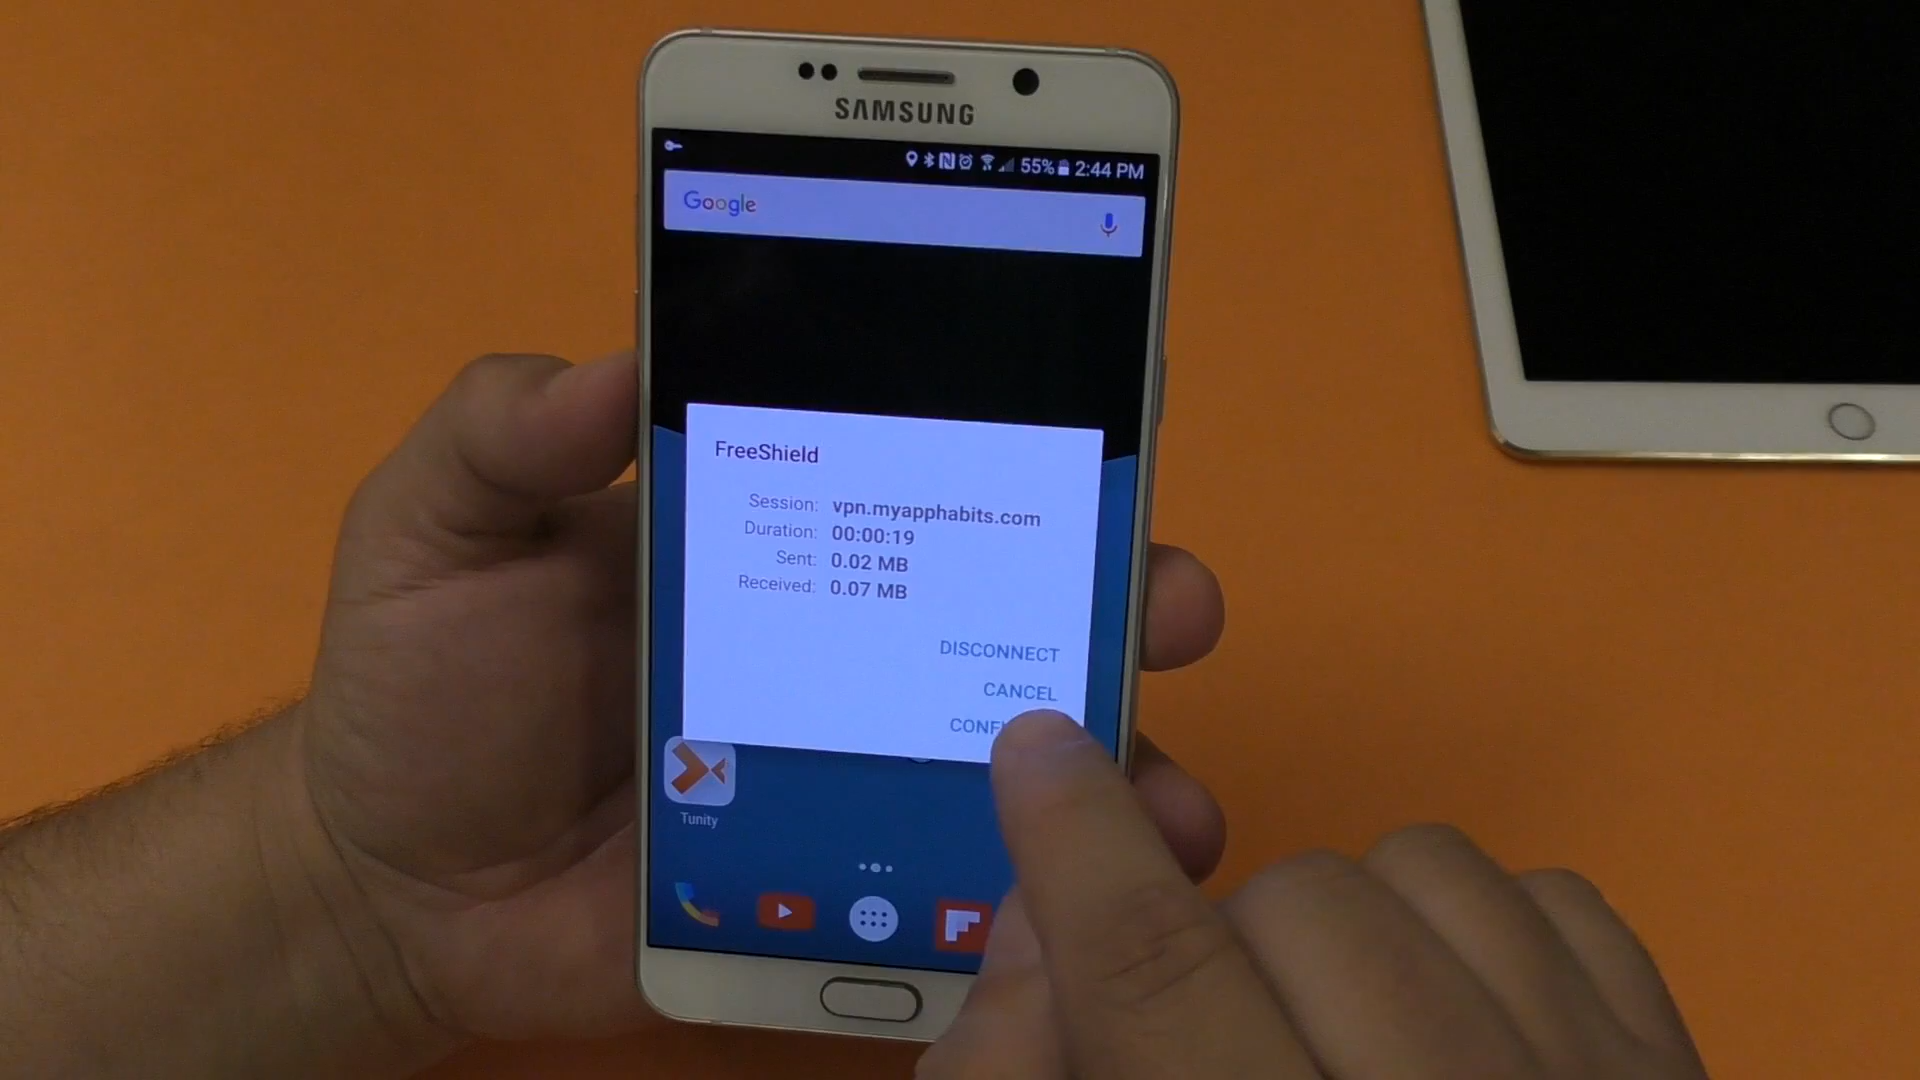 SAMSUNG
55% 2:44 PM
Google
FreeShield
Session: vpn.myapphabits.com
Duration: 00:00:19
Sent: 0.02 MB
Received: 0.07 MB
DISCONNECT
CANCEL
Tunity